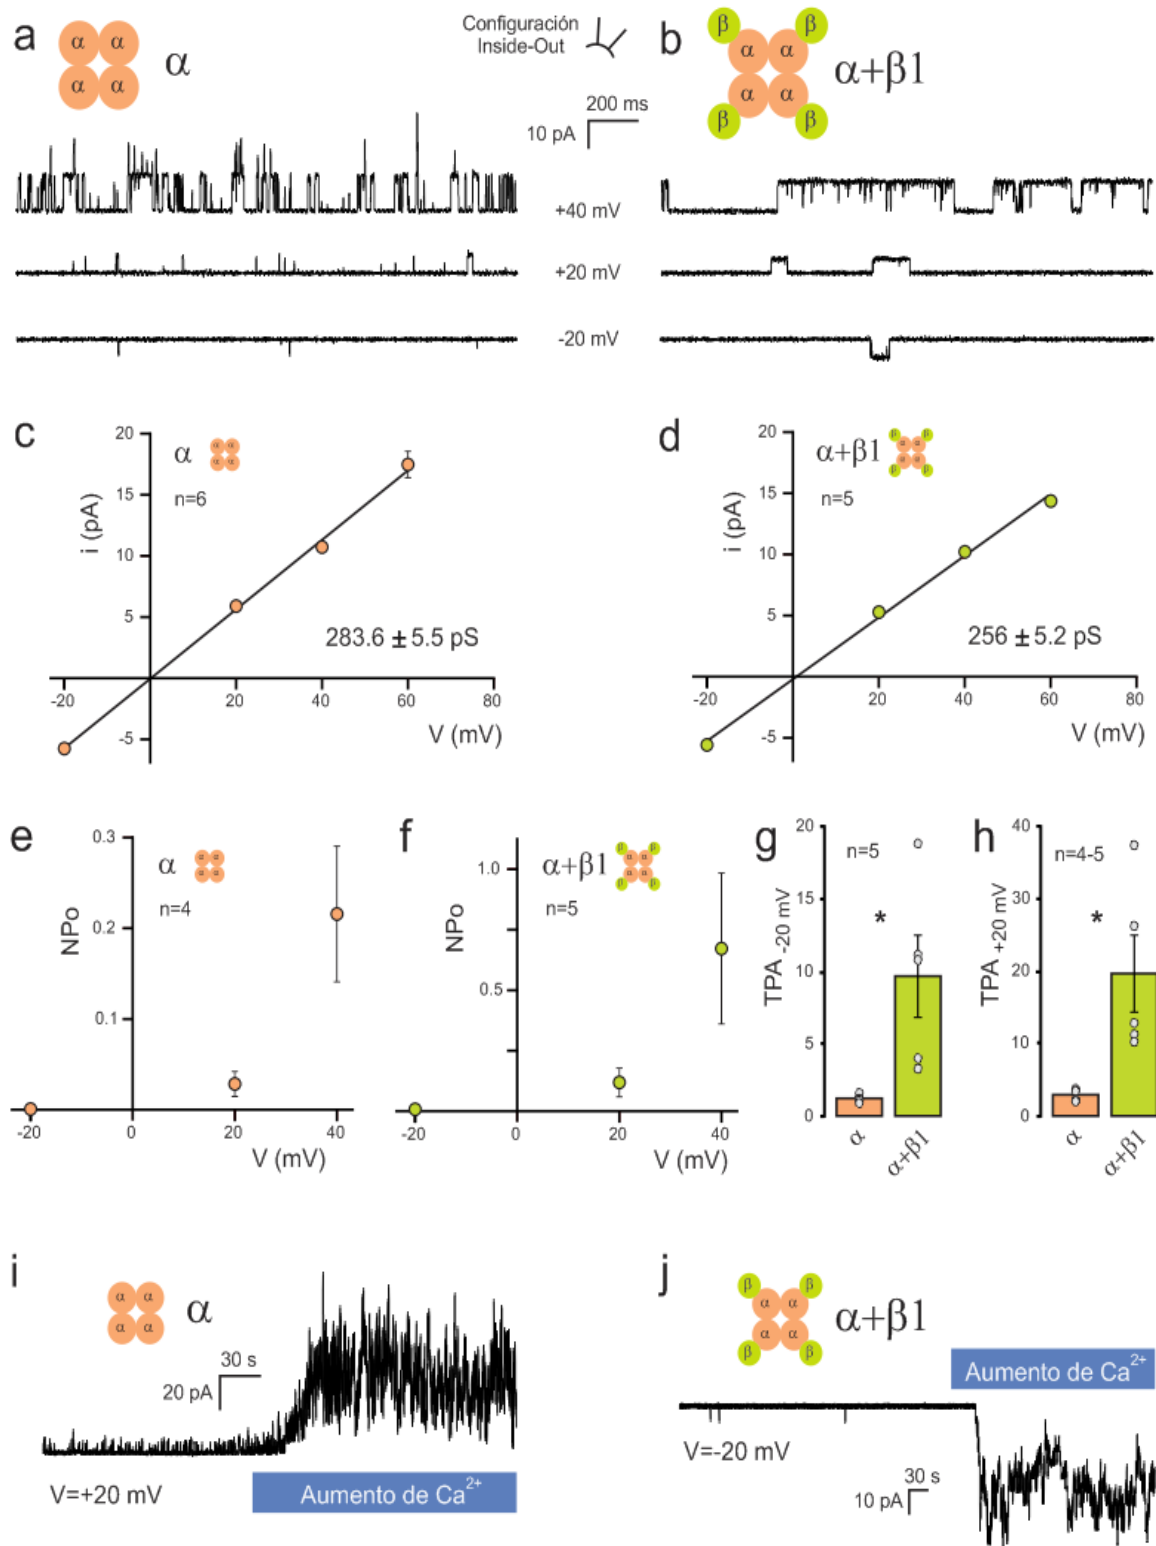 a
α α
α α
α
Configuración
Inside-Out
200 ms
10 pA
b
β β
α α
α α
β β
α+β1
+40 mV
+20 mV
-20 mV
c
α
α α
α α
n=6
i (pA)
20
15
10
5
-5
-20 20 40 60 80
283.6 ± 5.5 pS
V (mV)
d
α+β1
β β
α α
α α
β β
n=5
i (pA)
20
15
10
5
-5
-20 20 40 60 80
256 ± 5.2 pS
V (mV)
e
α
α α
α α
n=4
NPo
0.3
0.2
0.1
-20 0 20 40
V (mV)
f
α+β1
β β
α α
α α
β β
n=5
NPo
1.0
0.5
-20 0 20 40
V (mV)
g
n=5
*
TPA -20 mV
20
15
10
5
0
α α+β1
h
n=4-5
*
TPA +20 mV
40
30
20
10
0
α α+β1
i
α α
α α
α
30 s
20 pA
V=+20 mV
Aumento de Ca2+
j
β β
α α
α α
β β
α+β1
Aumento de Ca2+
V=-20 mV
30 s
10 pA